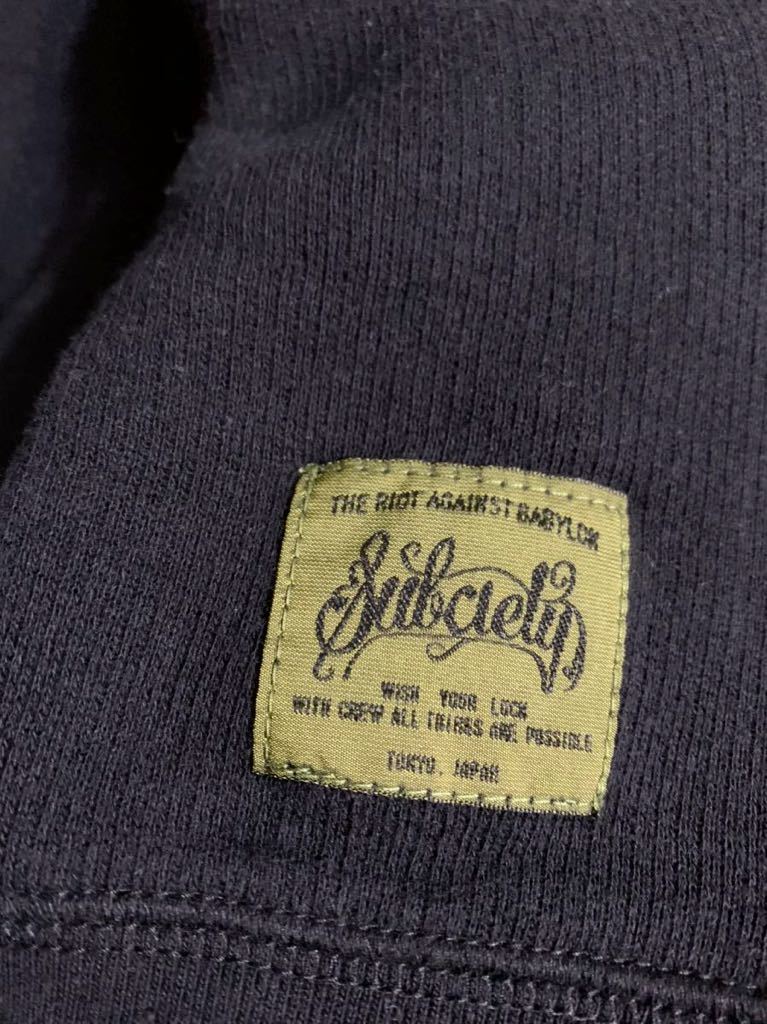 THE RIOT AGAINST BABYLON
Subciety
WISH YOUR LUCK
WITH CREW ALL THINGS ARE POSSIBLE
TOKYO. JAPAN